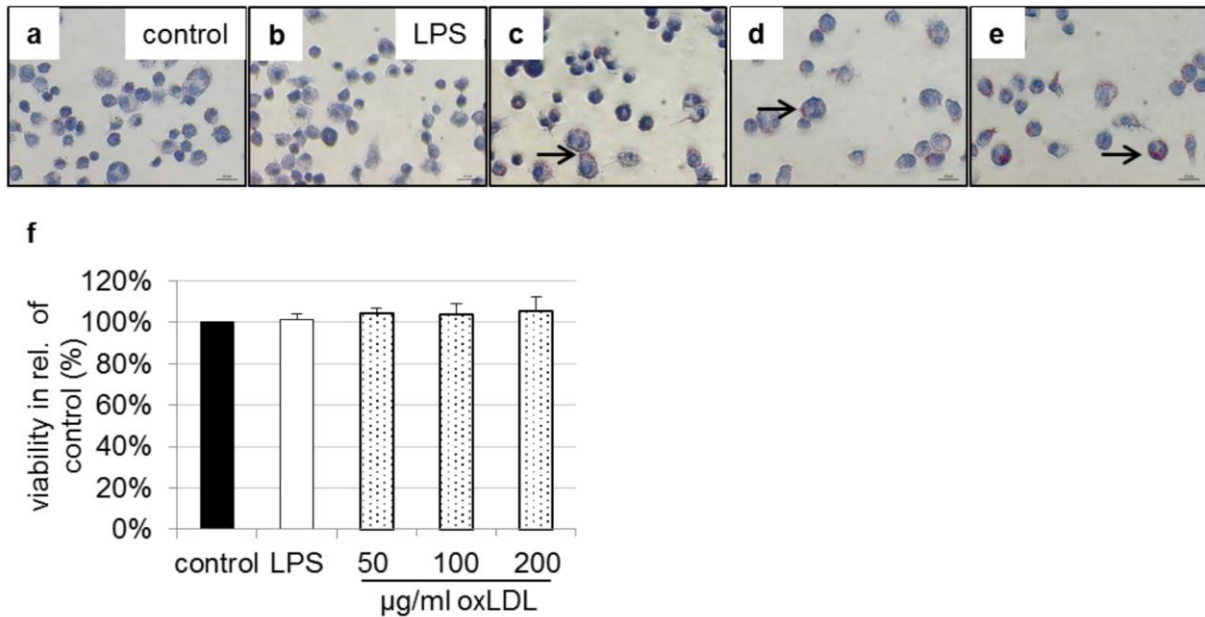 a control b LPS c d e
f
120%
100%
80%
60%
40%
20%
0%
viability in rel. of
control (%)
control LPS 50 100 200
µg/ml oxLDL